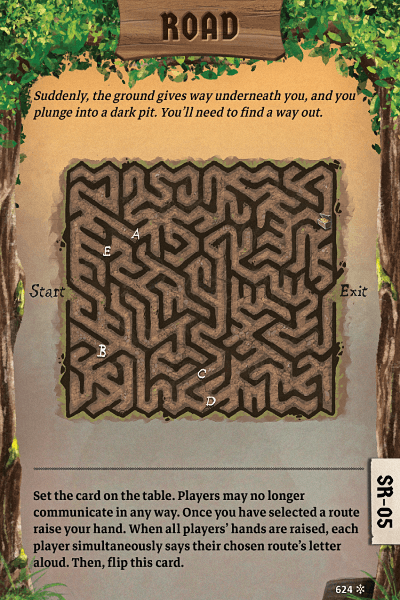 ROAD
Suddenly, the ground gives way underneath you, and you
plunge into a dark pit. You'll need to find a way out.
A
E
Start
Exit
B
C
D
Set the card on the table. Players may no longer
communicate in any way. Once you have selected a route
raise your hand. When all players' hands are raised, each
player simultaneously says their chosen route's letter
aloud. Then, flip this card.
SR-05
624